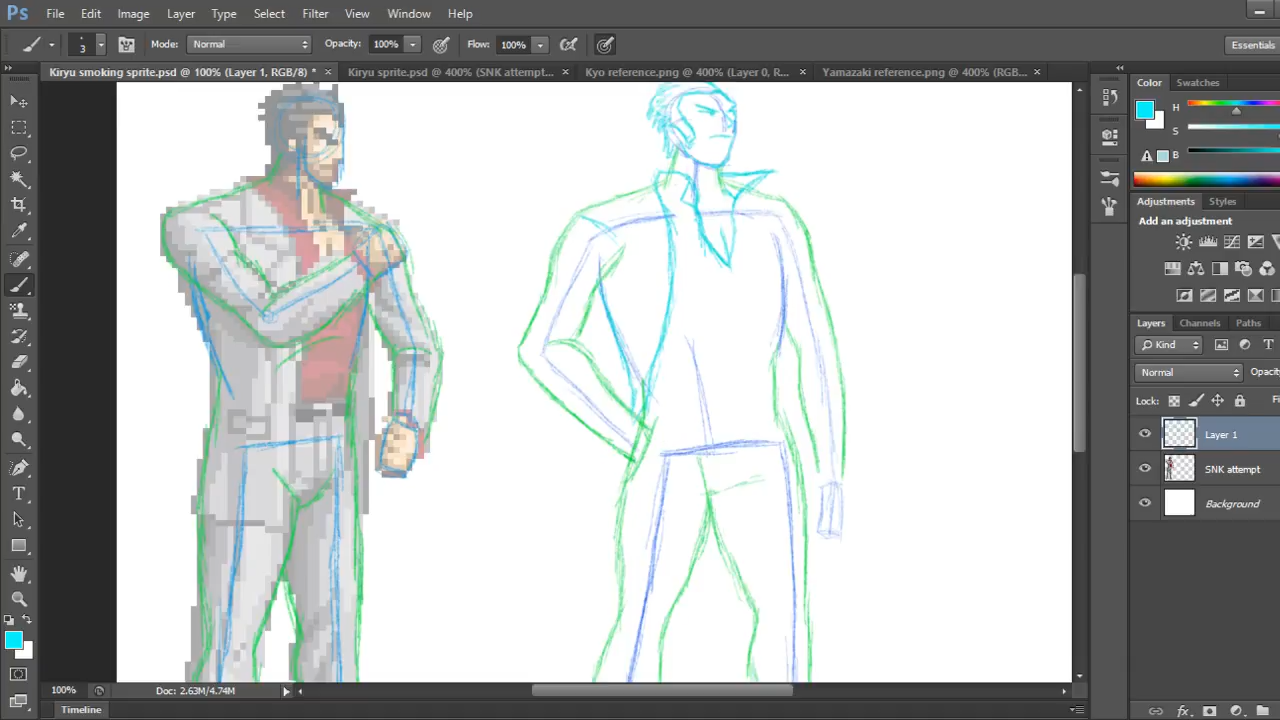 Ps File Edit Image Layer Type Select Filter View Window Help
3 Mode: Normal Opacity: 100% Flow: 100% Essentials
Kiryu smoking sprite.psd @ 100% (Layer 1, RGB/8) * × Kiryu sprite.psd @ 400% (SNK attempt... × Kyo reference.png @ 400% (Layer 0, R... × Yamazaki reference.png @ 400% (RGB... ×
Color Swatches
H
S
B
Adjustments Styles
Add an adjustment
Layers Channels Paths
Kind
Normal Opacity
Lock:
Layer 1
SNK attempt
Background
100% Doc: 2.63M/4.74M
Timeline